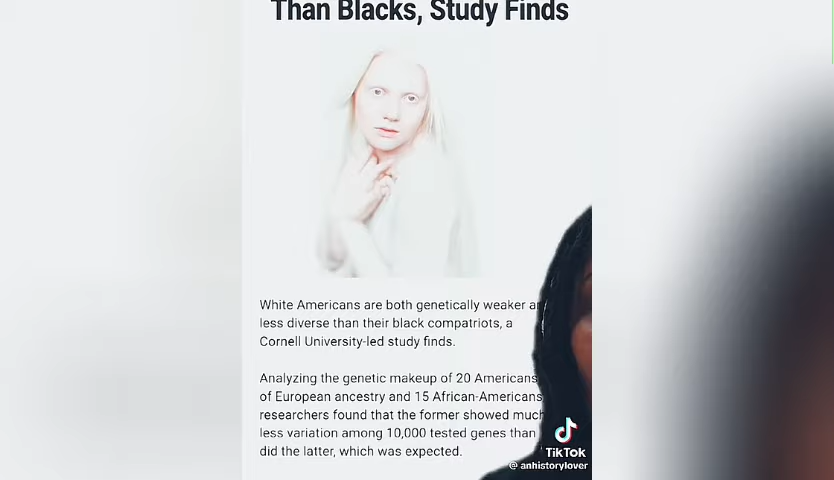 Than Blacks, Study Finds
White Americans are both genetically weaker
less diverse than their black compatriots, a
Cornell University-led study finds.
Analyzing the genetic makeup of 20 Americans
of European ancestry and 15 African-Americans
researchers found that the former showed much
less variation among 10,000 tested genes than
did the latter, which was expected.
TikTok
@anhistorylover